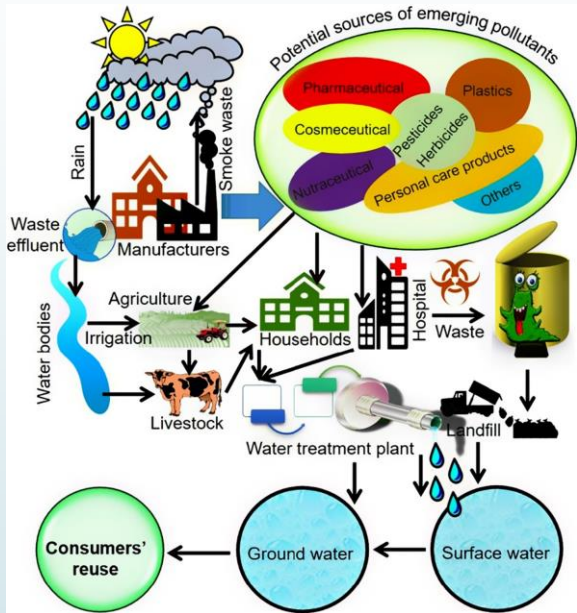 Potential sources of emerging pollutants
Pharmaceutical
Plastics
Cosmeceutical
Pesticides
Herbicides
Nutraceutical
Personal care products
Others
Rain
Smoke waste
Waste
effluent
Manufacturers
Water bodies
Agriculture
Irrigation
Households
Hospital
Waste
Livestock
Water treatment plant
Landfill
Consumers'
reuse
Ground water
Surface water